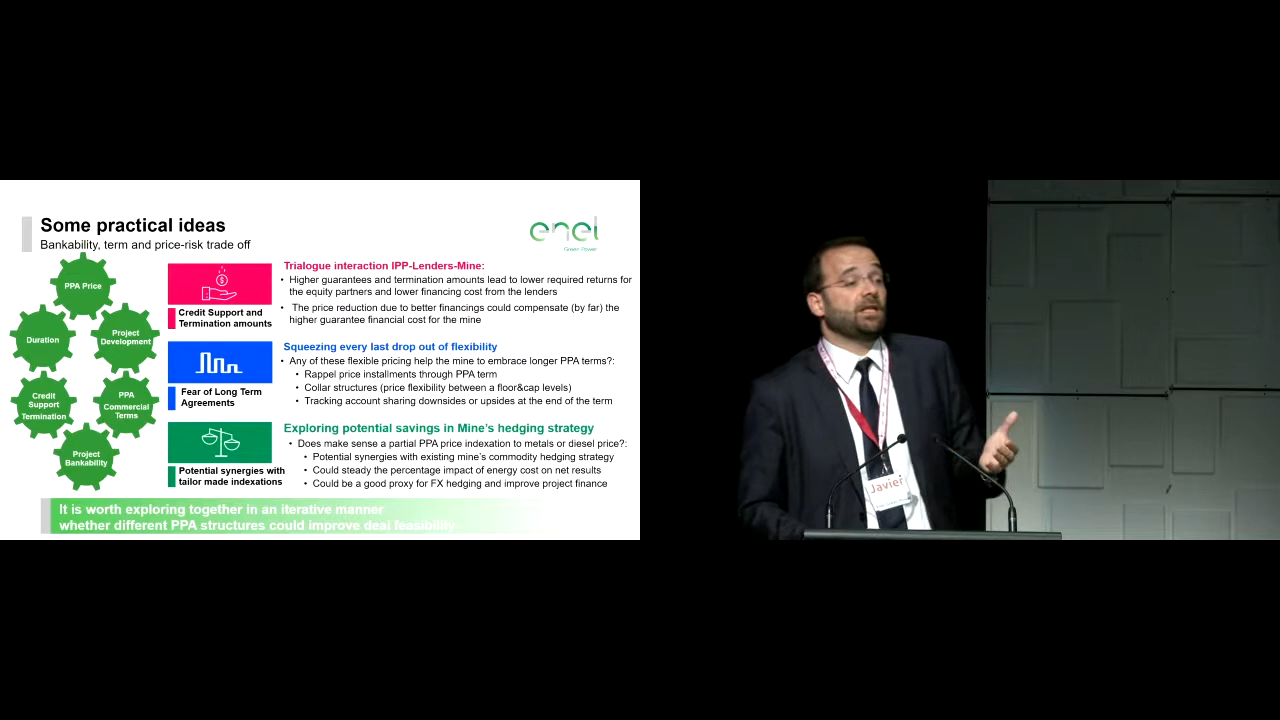 Some practical ideas
Bankability, term and price-risk trade off
enel
Green Power
PPA Price
Duration
Project
Development
Credit
Support
Termination
PPA
Commercial
Terms
Project
Bankability
Credit Support and
Termination amounts
Trialogue interaction IPP-Lenders-Mine:
• Higher guarantees and termination amounts lead to lower required returns for
the equity partners and lower financing cost from the lenders
• The price reduction due to better financings could compensate (by far) the
higher guarantee financial cost for the mine
Fear of Long Term
Agreements
Squeezing every last drop out of flexibility
• Any of these flexible pricing help the mine to embrace longer PPA terms?:
• Rappel price installments through PPA term
• Collar structures (price flexibility between a floor&cap levels)
• Tracking account sharing downsides or upsides at the end of the term
Potential synergies with
tailor made indexations
Exploring potential savings in Mine's hedging strategy
• Does make sense a partial PPA price indexation to metals or diesel price?:
• Potential synergies with existing mine's commodity hedging strategy
• Could steady the percentage impact of energy cost on net results
• Could be a good proxy for FX hedging and improve project finance
It is worth exploring together in an iterative manner
whether different PPA structures could improve deal feasibility
Javier